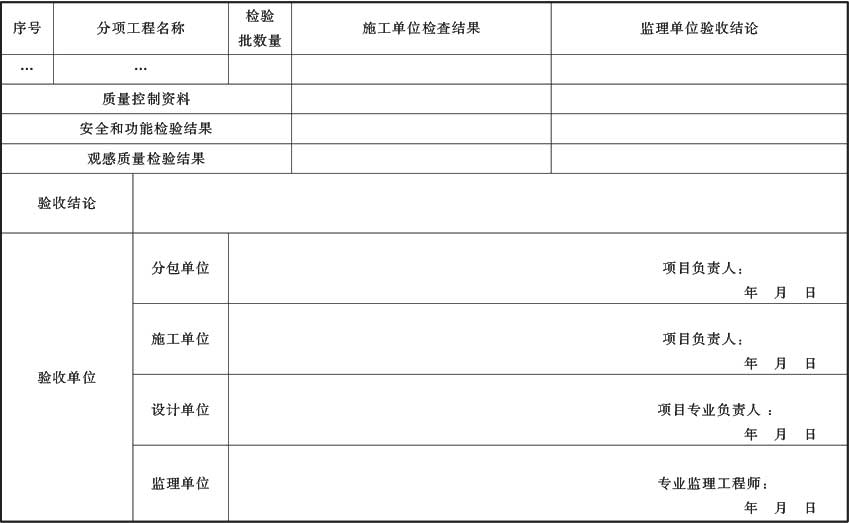 序号 分项工程名称 检验
批数量 施工单位检查结果 监理单位验收结论
… …
质量控制资料
安全和功能检验结果
观感质量检验结果
验收结论
验收单位
分包单位 项目负责人:
年 月 日
施工单位 项目负责人:
年 月 日
设计单位 项目专业负责人 :
年 月 日
监理单位 专业监理工程师:
年 月 日